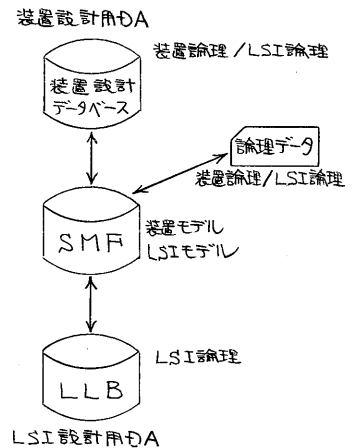 装置設計用DA
装置論理/LSI論理
装置設計
データベース
論理データ
装置論理/LSI論理
SMF
装置モデル
LSIモデル
LSI論理
LLB
LSI設計用DA